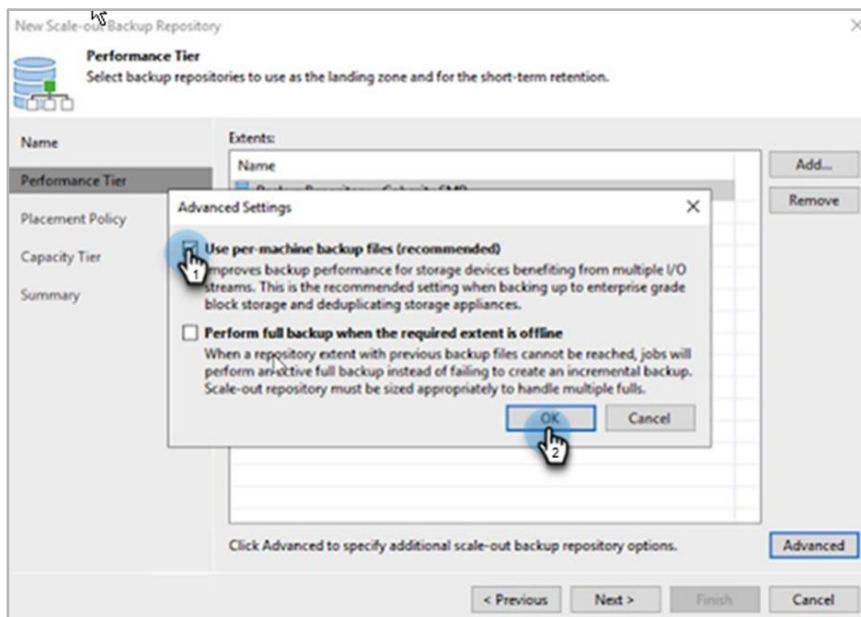 New Scale-out Backup Repository
Performance Tier
Select backup repositories to use as the landing zone and for the short-term retention.
Name
Performance Tier
Placement Policy
Capacity Tier
Summary
Extents:
Name
Add...
Remove
Advanced Settings
Use per-machine backup files (recommended)
Improves backup performance for storage devices benefiting from multiple I/O
streams. This is the recommended setting when backing up to enterprise grade
block storage and deduplicating storage appliances.
1
Perform full backup when the required extent is offline
When a repository extent with previous backup files cannot be reached, jobs will
perform an active full backup instead of failing to create an incremental backup.
Scale-out repository must be sized appropriately to handle multiple fulls.
OK
Cancel
2
Click Advanced to specify additional scale-out backup repository options.
Advanced
< Previous
Next >
Finish
Cancel